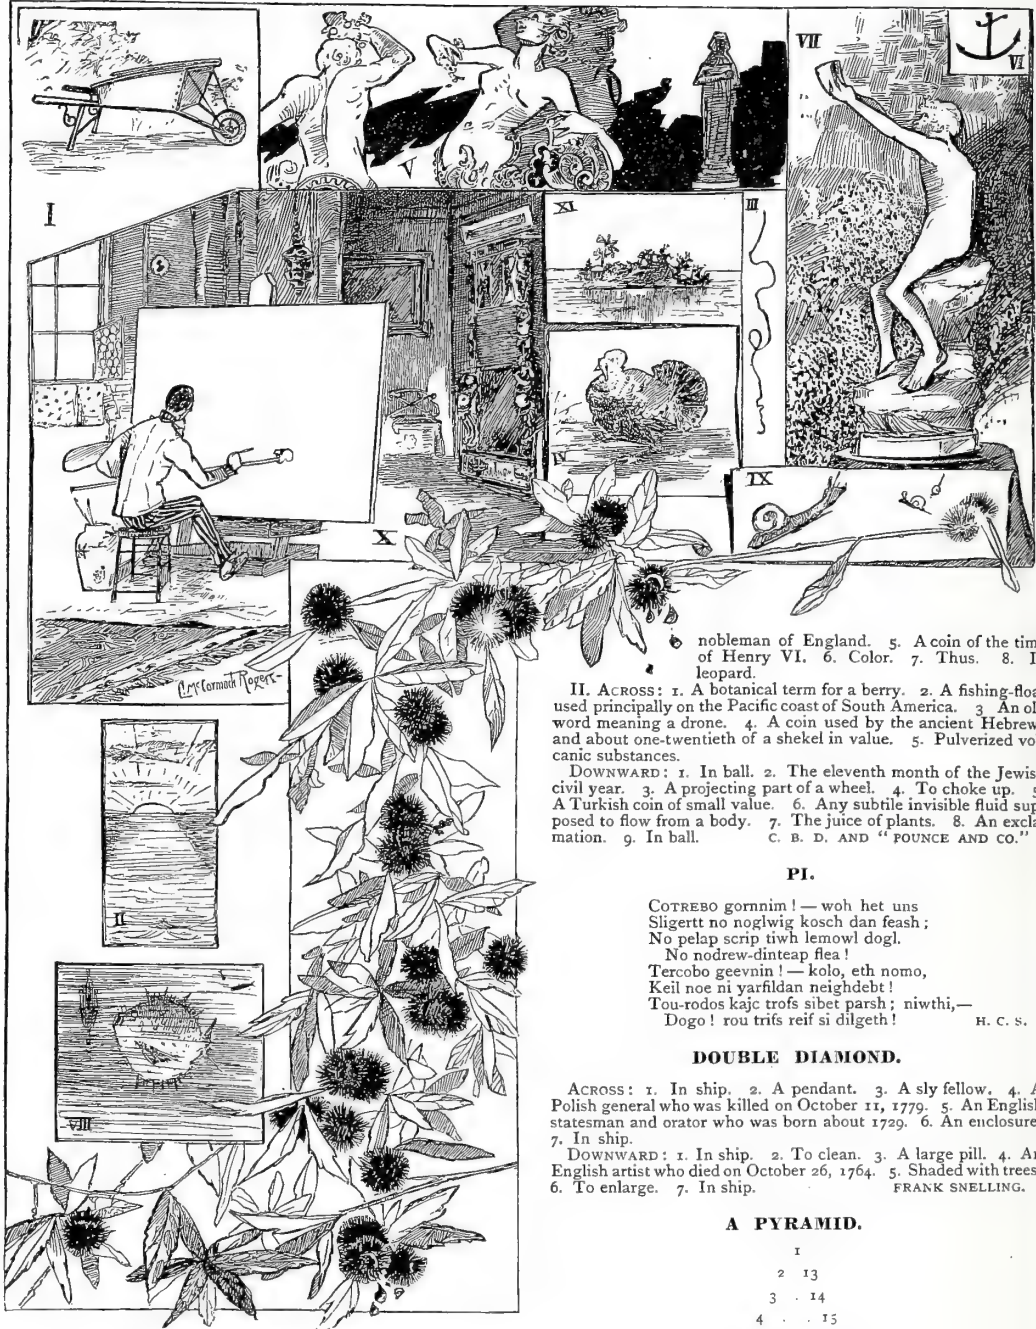 VII
VI
V
I
XI
III
IV
IX
X
C. McCormick Rogers
nobleman of England. 5. A coin of the tim
of Henry VI. 6. Color. 7. Thus. 8. I
leopard.
II. ACROSS: 1. A botanical term for a berry. 2. A fishing-floa
used principally on the Pacific coast of South America. 3 An ol
word meaning a drone. 4. A coin used by the ancient Hebrew
and about one-twentieth of a shekel in value. 5. Pulverized vo
canic substances.
DOWNWARD: 1. In ball. 2. The eleventh month of the Jewis
civil year. 3. A projecting part of a wheel. 4. To choke up. 5
A Turkish coin of small value. 6. Any subtile invisible fluid sup
posed to flow from a body. 7. The juice of plants. 8. An excla
mation. 9. In ball. C. B. D. AND “POUNCE AND CO.”
II
PI.
COTREBO gornnim! — woh het uns
Sligertt no noglwig kosch dan feash;
No pelap scrip tiwh lemowl dogl.
No nodrew-dinteap flea!
Tercobo geevnin! — kolo, eth nomo,
Keil noe ni yarfildan neighdebt!
Tou-rodos kajc trofs sibet parsh; niwthi,—
Dogo! rou trifs reif si dilgeth! H. C. S.
VIII
DOUBLE DIAMOND.
ACROSS: 1. In ship. 2. A pendant. 3. A sly fellow. 4. A
Polish general who was killed on October 11, 1779. 5. An English
statesman and orator who was born about 1729. 6. An enclosure
7. In ship.
DOWNWARD: 1. In ship. 2. To clean. 3. A large pill. 4. An
English artist who died on October 26, 1764. 5. Shaded with trees
6. To enlarge. 7. In ship. FRANK SNELLING.
A PYRAMID.
1
2 13
3 . 14
4 . . 15